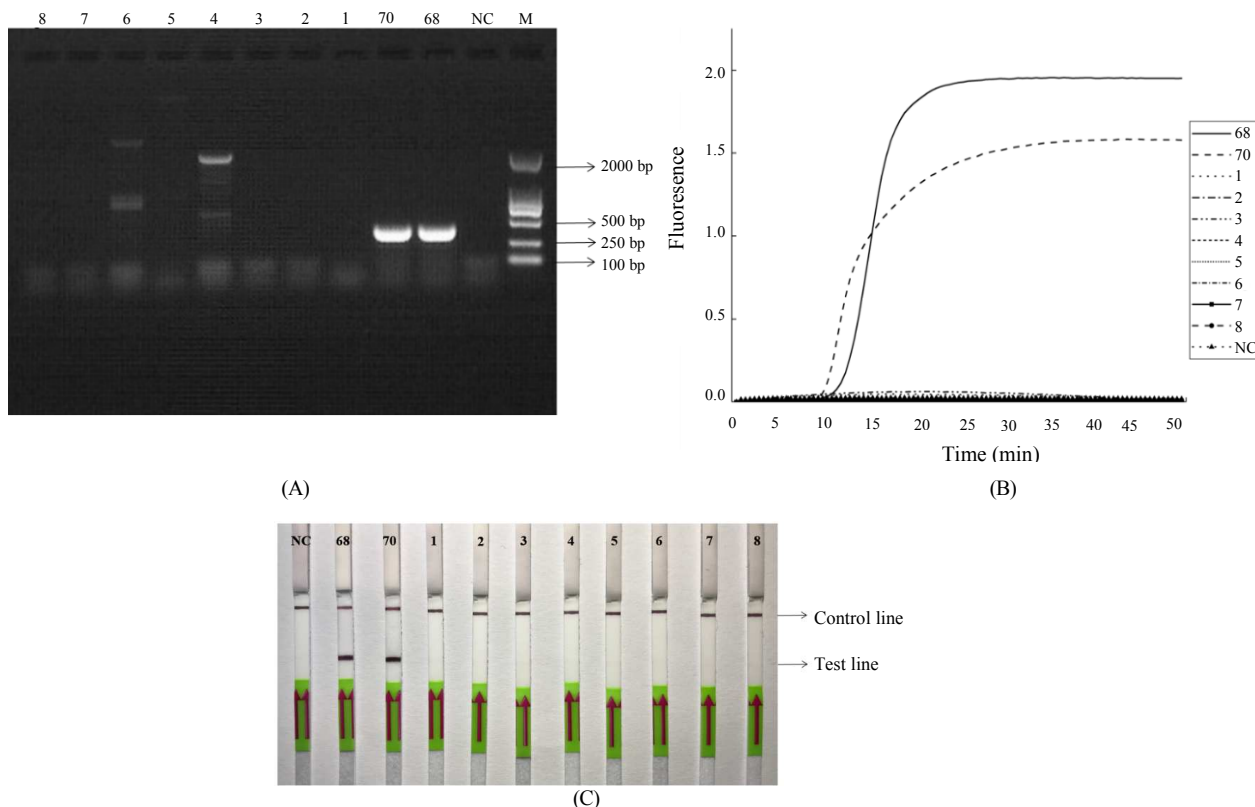 8 7 6 5 4 3 2 1 70 68 NC M
2000 bp
500 bp
250 bp
100 bp
(A)
Fluoresence
2.0
1.5
1.0
0.5
0.0
0 5 10 15 20 25 30 35 40 45 50
Time (min)
68
70
1
2
3
4
5
6
7
8
NC
(B)
NC 68 70 1 2 3 4 5 6 7 8
Control line
Test line
(C)